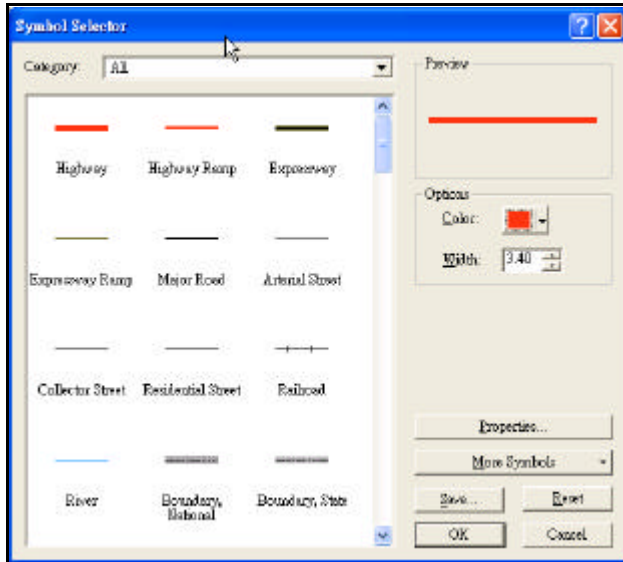 Symbol Selector
Category: All
Highway Highway Ramp Expressway
Expressway Ramp Major Road Arterial Street
Collector Street Residential Street Railroad
River Boundary, National Boundary, State
Preview
Options
Color:
Width: 3.40
Properties...
More Symbols
Save... Reset
OK Cancel